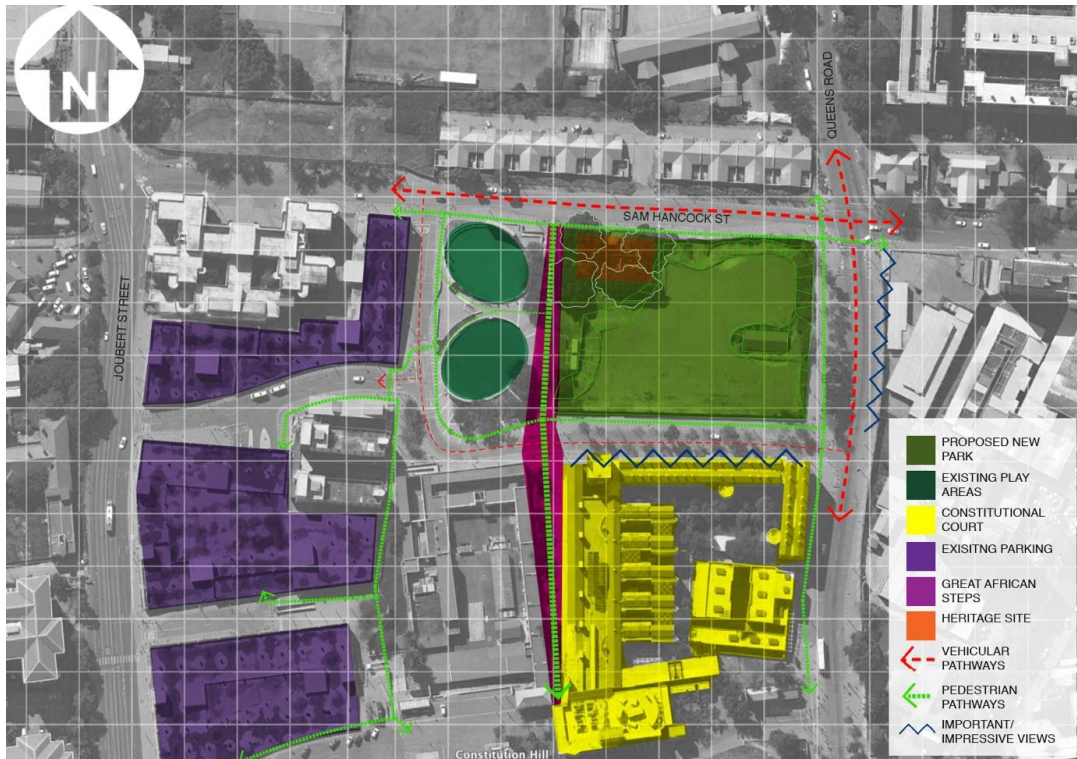 N
QUEENS ROAD
SAM HANCOCK ST
JOUBERT STREET
PROPOSED NEW
PARK
EXISTING PLAY
AREAS
CONSTITUTIONAL
COURT
EXISITNG PARKING
GREAT AFRICAN
STEPS
HERITAGE SITE
VEHICULAR
PATHWAYS
PEDESTRIAN
PATHWAYS
IMPORTANT/
IMPRESSIVE VIEWS
Constitution Hill